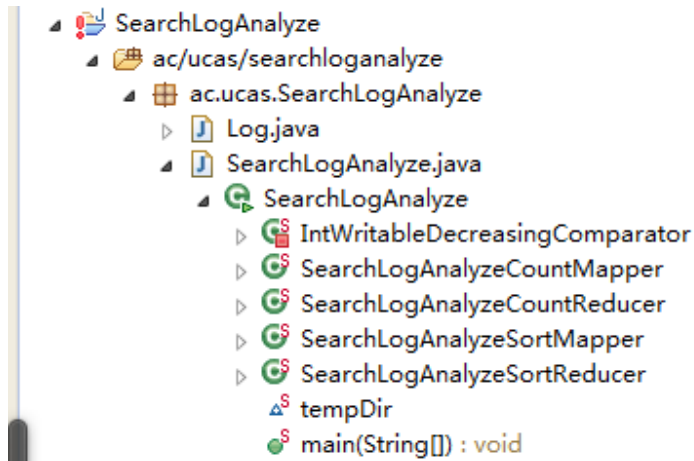 SearchLogAnalyze
ac/ucas/searchloganalyze
ac.ucas.SearchLogAnalyze
Log.java
SearchLogAnalyze.java
SearchLogAnalyze
IntWritableDecreasingComparator
SearchLogAnalyzeCountMapper
SearchLogAnalyzeCountReducer
SearchLogAnalyzeSortMapper
SearchLogAnalyzeSortReducer
tempDir
main(String[]) : void